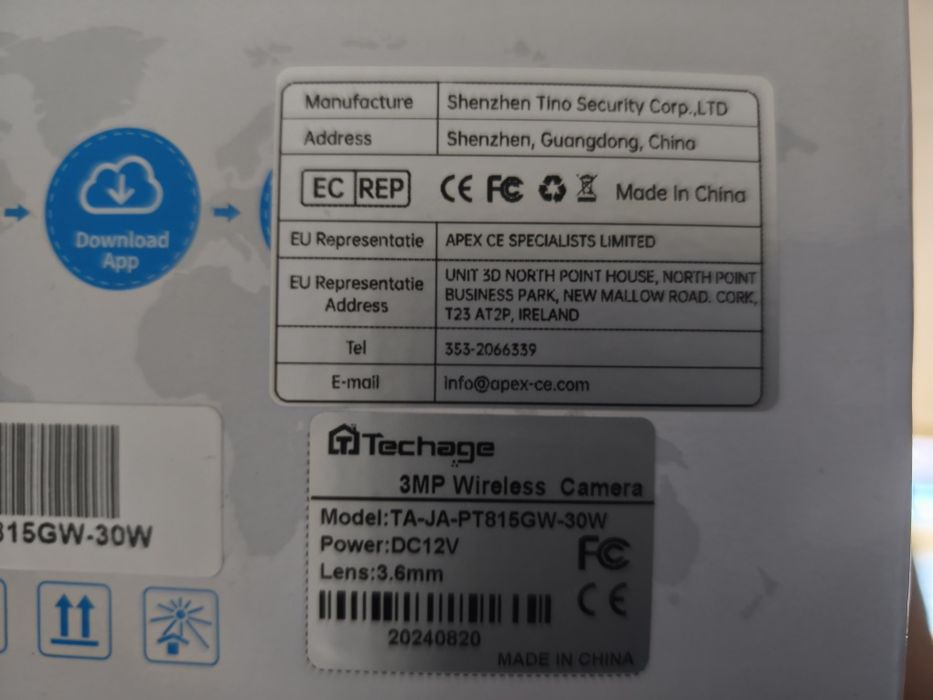 Manufacture Shenzhen Tino Security Corp.,LTD
Address Shenzhen, Guangdong, China
EC REP CE FC Made In China
EU Representatie APEX CE SPECIALISTS LIMITED
EU Representatie Address
UNIT 3D NORTH POINT HOUSE, NORTH POINT
BUSINESS PARK, NEW MALLOW ROAD. CORK,
T23 AT2P, IRELAND
Tel 353-2066339
E-mail info@apex-ce.com
Download
App
Techage
3MP Wireless Camera
Model:TA-JA-PT815GW-30W
Power:DC12V
FC
Lens:3.6mm
CE
20240820
MADE IN CHINA
815GW-30W